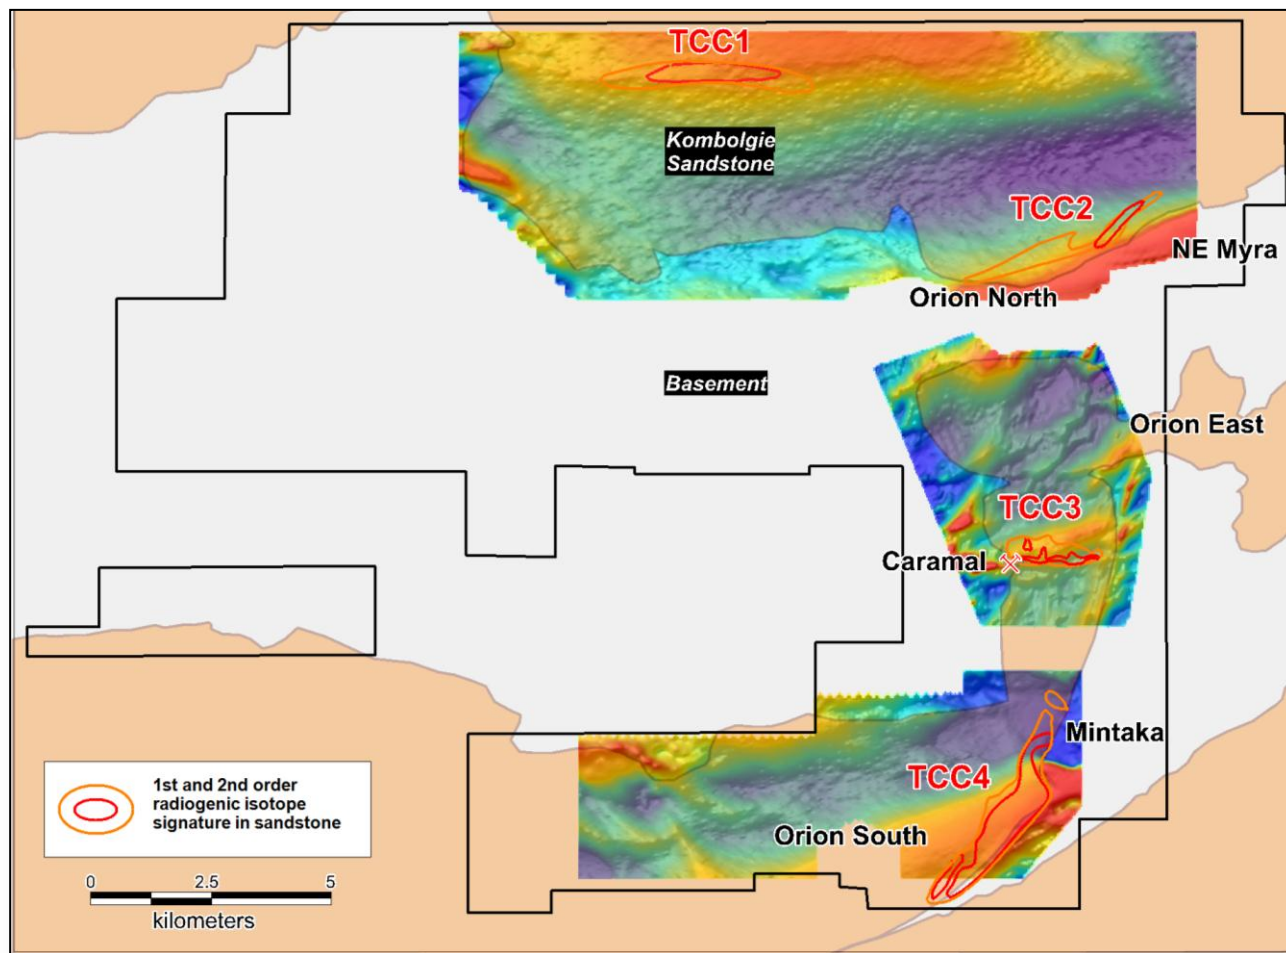 TCC1
Kombolgie
Sandstone
TCC2
NE Myra
Orion North
Basement
Orion East
TCC3
Caramal
Mintaka
TCC4
Orion South
1st and 2nd order
radiogenic isotope
signature in sandstone
0 2.5 5
kilometers